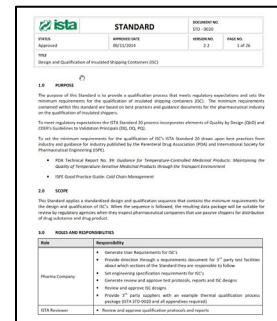 ista
STANDARD
DOCUMENT NO.
STD - 0020
STATUS
Approved
APPROVED DATE
08/11/2014
VERSION NO.
2.2
PAGE NO.
1 of 26
TITLE
Design and Qualification of Insulated Shipping Containers (ISC)
1.0 PURPOSE
The purpose of this Standard is to provide a qualification process that meets regulatory expectations and sets the
minimum requirements for the qualification of insulated shipping containers (ISC). The minimum requirements
contained within this standard are based on best practices and guidance documents for the pharmaceutical industry
on the qualification of insulated shippers.
To meet regulatory expectations the ISTA Standard 20 process incorporates elements of Quality by Design (QbD) and
CDER's Guidelines to Validation Principals (DQ, OQ, PQ).
To set the minimum requirements for the qualification of ISC's ISTA Standard 20 draws upon best practices from
industry and guidance for industry published by the Parenteral Drug Association (PDA) and International Society for
Pharmaceutical Engineering (ISPE).
• PDA Technical Report No. 39: Guidance for Temperature-Controlled Medicinal Products: Maintaining the
Quality of Temperature-Sensitive Medicinal Products through the Transport Environment
• ISPE Good Practice Guide: Cold Chain Management
2.0 SCOPE
This Standard applies a standardized design and qualification sequence that contains the minimum requirements for
the design and qualification of ISC's. When the sequence is followed, the resulting data package will be suitable for
review by regulatory agencies when they inspect pharmaceutical companies that use passive shippers for distribution
of drug substance and drug product.
3.0 ROLES AND RESPONSIBILITIES
Role Responsibility
Pharma Company
• Generate User Requirements for ISC's
• Provide direction through a requirements document for 3rd party test facilities
about which sections of the Standard they are responsible to follow
• Set engineering specification requirements for ISC's
• Generate review and approve test protocols, reports and ISC designs
• Review and approve ISC designs
• Provide 3rd party suppliers with an example thermal qualification process
package (ISTA STD-0020 and all appendices required)
ISTA Reviewer • Review and approve qualification protocols and reports